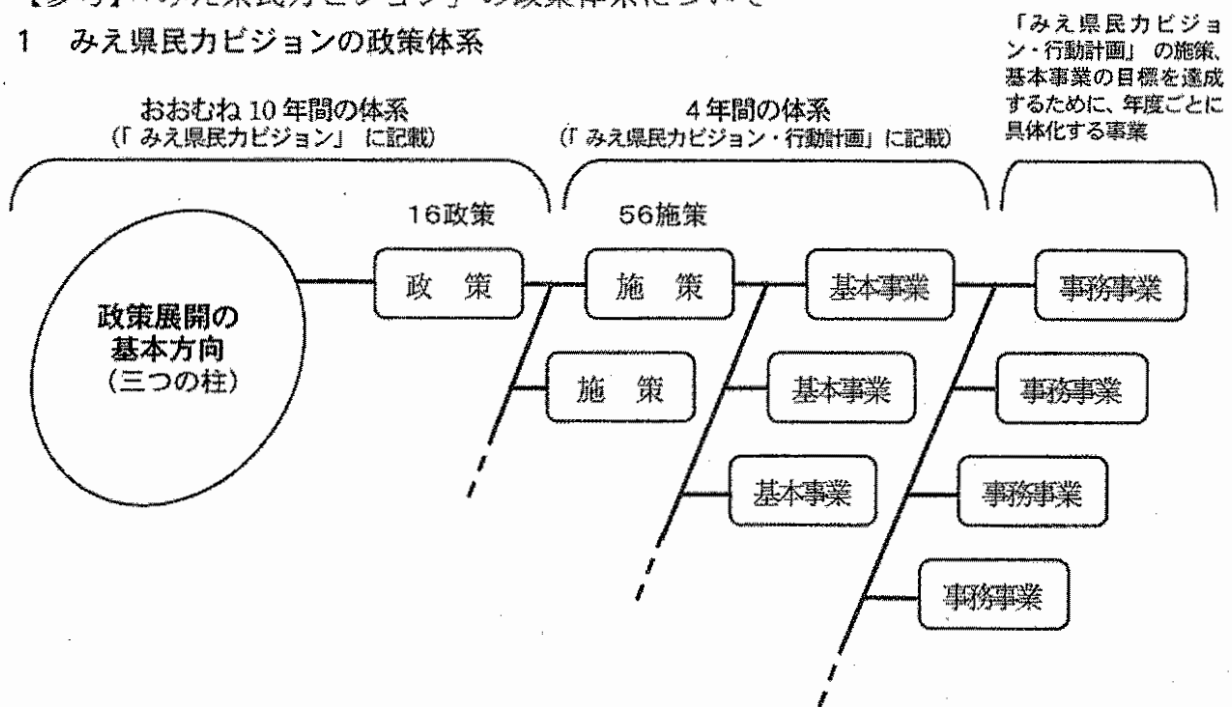 1 みえ県民力ビジョンの政策体系
「みえ県民力ビジョ
ン・行動計画」の施策、
基本事業の目標を達成
するために、年度ごとに
具体化する事業
おおむね10年間の体系
(「みえ県民力ビジョン」に記載)
4年間の体系
(「みえ県民力ビジョン・行動計画」に記載)
16政策
56施策
政策展開の
基本方向
(三つの柱)
政 策
施 策
基本事業
事務事業
施 策
基本事業
事務事業
基本事業
事務事業
事務事業